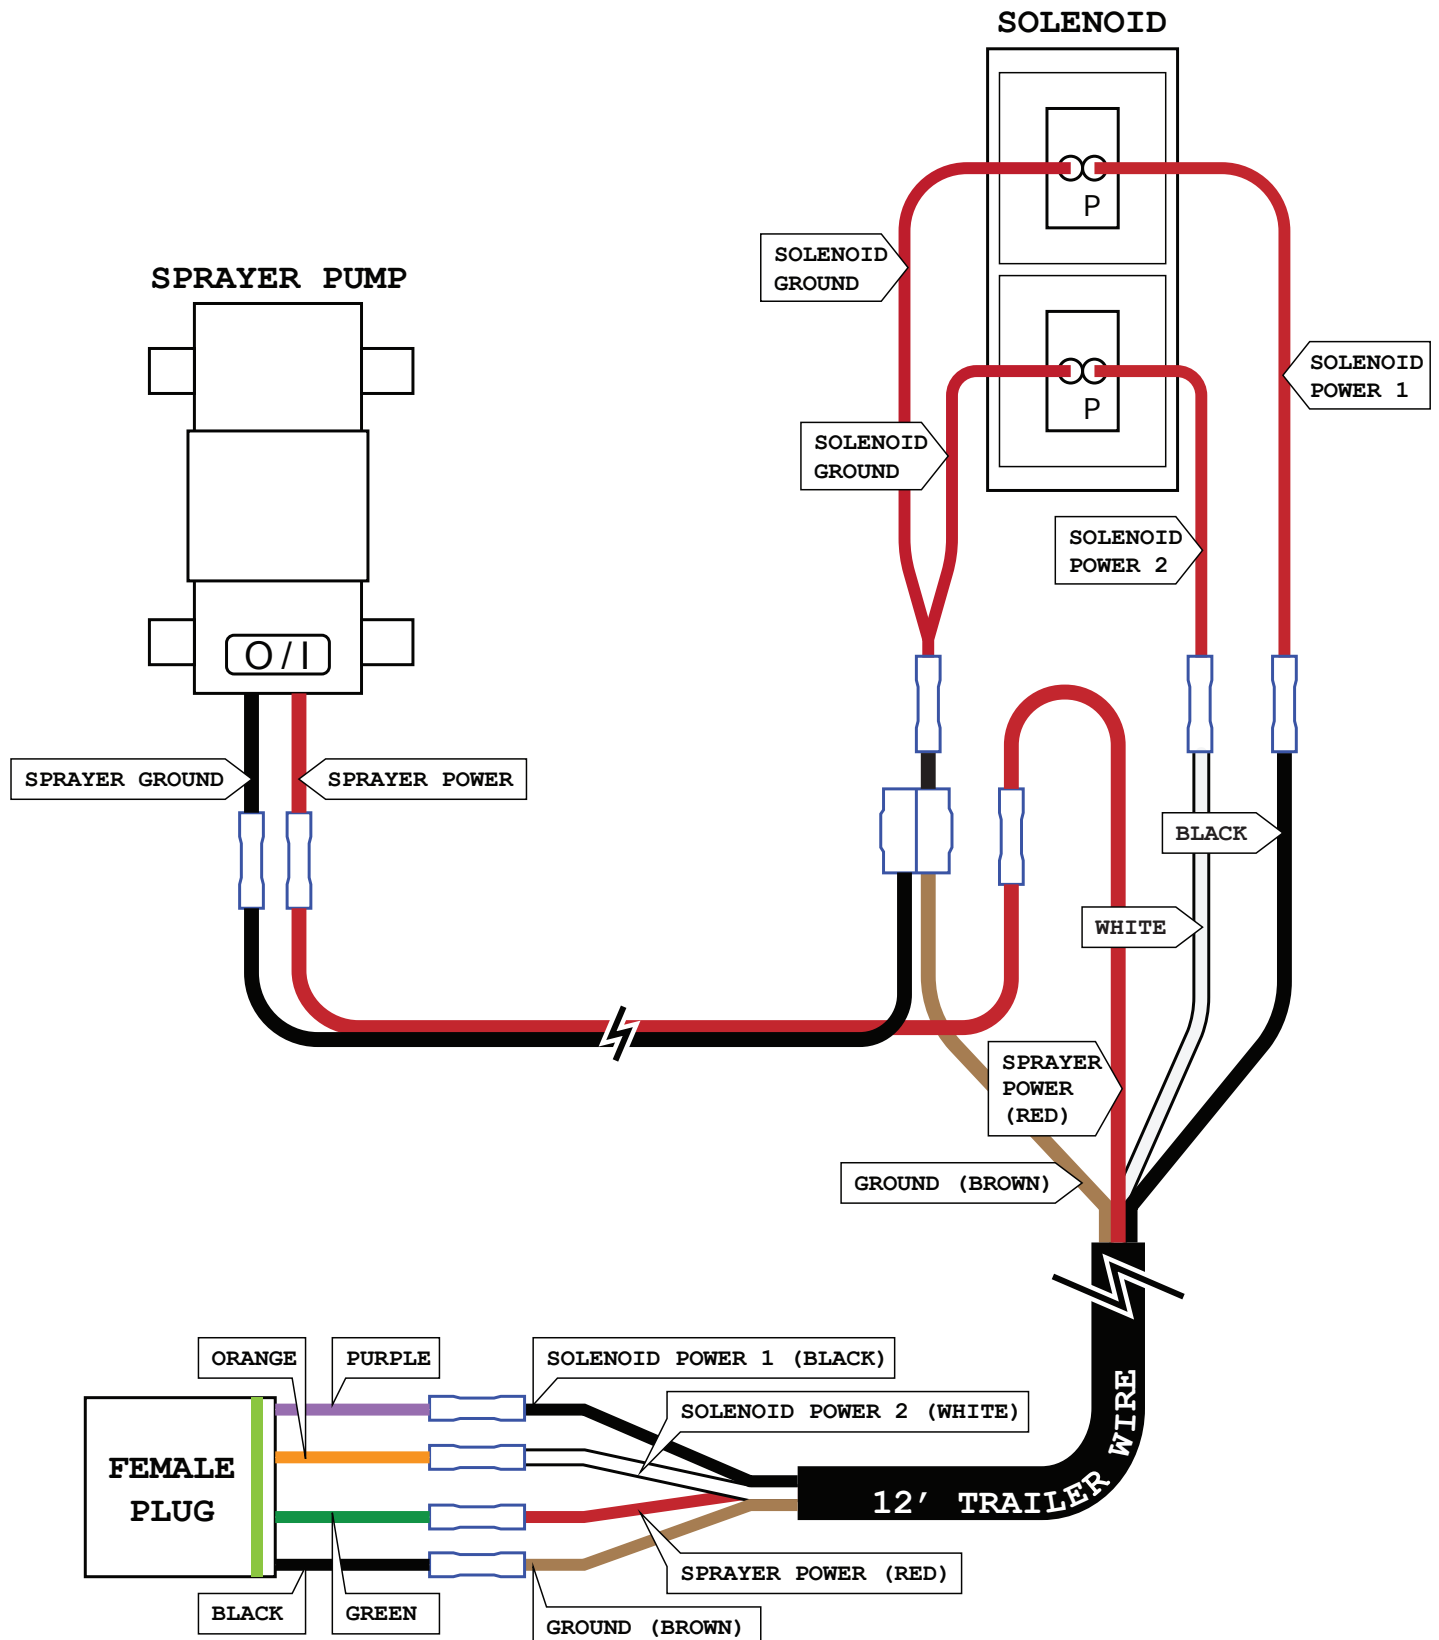 SOLENOID
P
SOLENOID
GROUND
SPRAYER PUMP
SOLENOID
POWER 1
P
SOLENOID
GROUND
SOLENOID
POWER 2
O/I
SPRAYER GROUND
SPRAYER POWER
BLACK
WHITE
SPRAYER
POWER
(RED)
GROUND (BROWN)
ORANGE
PURPLE
SOLENOID POWER 1 (BLACK)
SOLENOID POWER 2 (WHITE)
FEMALE
PLUG
12' TRAILER WIRE
SPRAYER POWER (RED)
BLACK
GREEN
GROUND (BROWN)